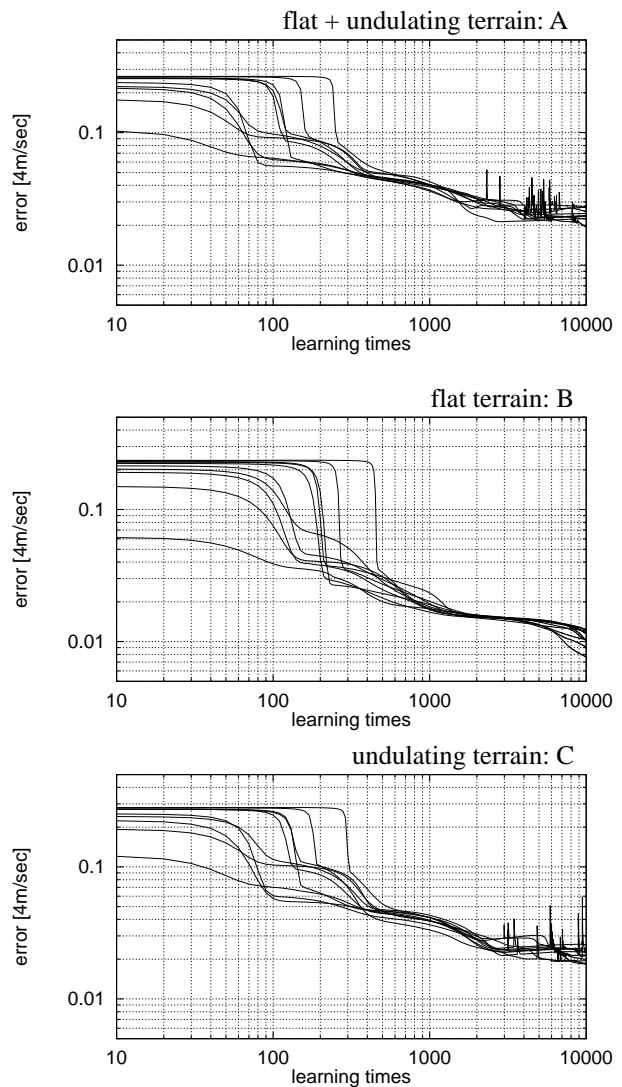 flat + undulating terrain: A
error [4m/sec]
0.1
0.01
10 100 1000 10000
learning times
flat terrain: B
error [4m/sec]
0.1
0.01
10 100 1000 10000
learning times
undulating terrain: C
error [4m/sec]
0.1
0.01
10 100 1000 10000
learning times